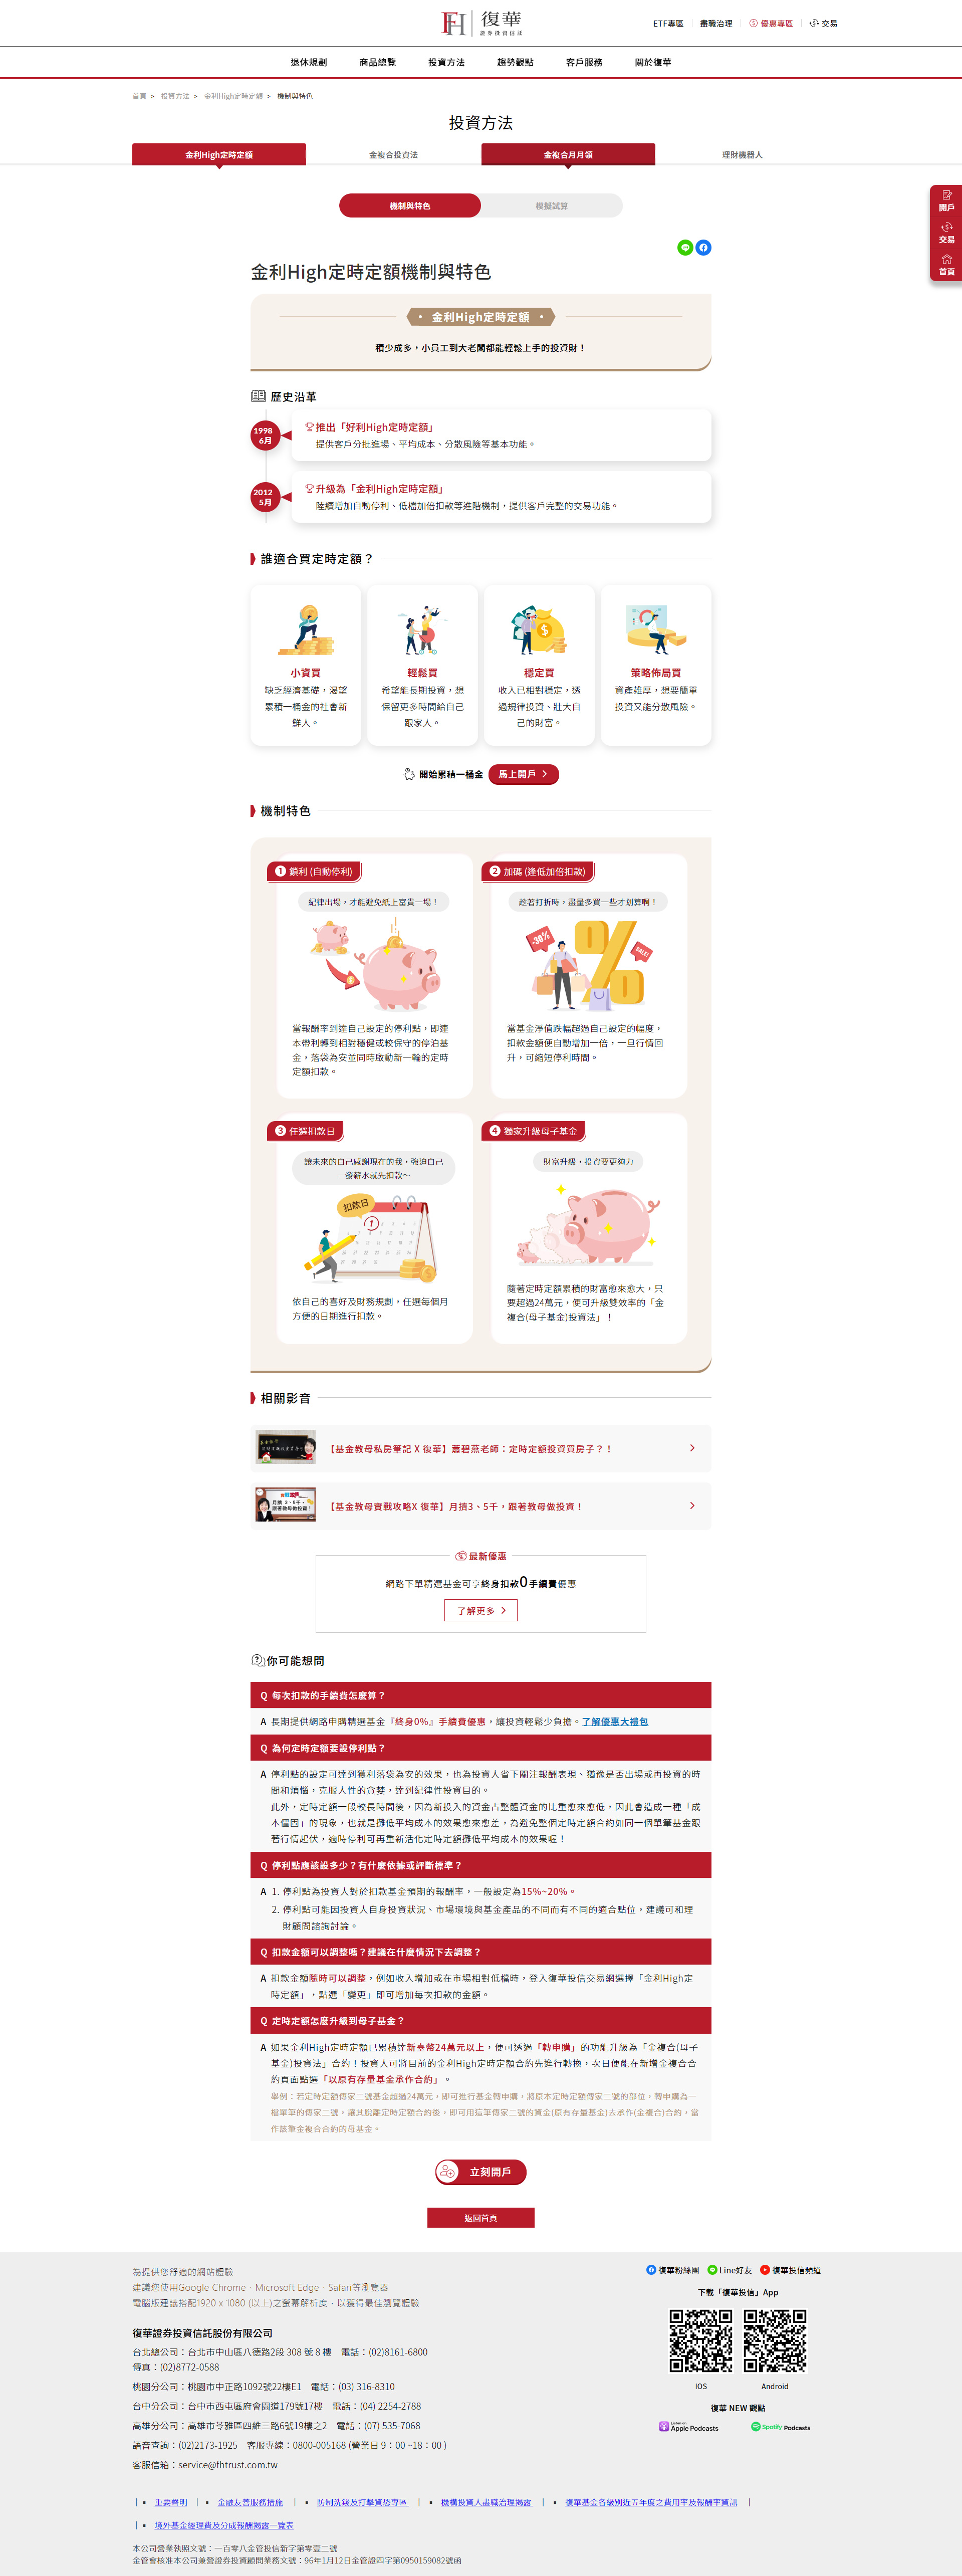 FH 復華
證券投資信託
ETF專區
盡職治理
優惠專區
交易
退休規劃
商品總覽
投資方法
趨勢觀點
客戶服務
關於復華
首頁 > 投資方法 > 金利High定時定額 > 機制與特色
投資方法
金利High定時定額
金複合投資法
金複合月月領
理財機器人
機制與特色
模擬試算
開戶
交易
首頁
金利High定時定額機制與特色
金利High定時定額
積少成多，小員工到大老闆都能輕鬆上手的投資財！
歷史沿革
1998
6月
推出「好利High定時定額」
提供客戶分批進場、平均成本、分散風險等基本功能。
2012
5月
升級為「金利High定時定額」
陸續增加自動停利、低檔加倍扣款等進階機制，提供客戶完整的交易功能。
誰適合買定時定額？
小資買
缺乏經濟基礎，渴望
累積一桶金的社會新
鮮人。
輕鬆買
希望能長期投資，想
保留更多時間給自己
跟家人。
穩定買
收入已相對穩定，透
過規律投資、壯大自
己的財富。
策略佈局買
資產雄厚，想要簡單
投資又能分散風險。
開始累積一桶金
馬上開戶
機制特色
1 鎖利 (自動停利)
紀律出場，才能避免紙上富貴一場！
當報酬率到達自己設定的停利點，即連
本帶利轉到相對穩健或較保守的停泊基
金，落袋為安並同時啟動新一輪的定時
定額扣款。
2 加碼 (逢低加倍扣款)
趁著打折時，盡量多買一些才划算啊！
-30%
SALE!
當基金淨值跌幅超過自己設定的幅度，
扣款金額便自動增加一倍，一旦行情回
升，可縮短停利時間。
3 任選扣款日
讓未來的自己感謝現在的我，強迫自己
一發薪水就先扣款～
扣款日
1
依自己的喜好及財務規劃，任選每個月
方便的日期進行扣款。
4 獨家升級母子基金
財富升級，投資要更夠力
隨著定時定額累積的財富愈來愈大，只
要超過24萬元，便可升級雙效率的「金
複合(母子基金)投資法」！
相關影音
【基金教母私房筆記 X 復華】蕭碧燕老師：定時定額投資買房子？！
【基金教母實戰攻略X 復華】月擠3、5千，跟著教母做投資！
最新優惠
網路下單精選基金可享終身扣款0手續費優惠
了解更多
你可能想問
Q 每次扣款的手續費怎麼算？
A 長期提供網路申購精選基金『終身0%』手續費優惠，讓投資輕鬆少負擔。了解優惠大禮包
Q 為何定時定額要設停利點？
A 停利點的設定可達到獲利落袋為安的效果，也為投資人省下關注報酬表現、猶豫是否出場或再投資的時
間和煩惱，克服人性的貪婪，達到紀律性投資目的。
此外，定時定額一段較長時間後，因為新投入的資金占整體資金的比重愈來愈低，因此會造成一種「成
本僵固」的現象，也就是攤低平均成本的效果愈來愈差，為避免整個定時定額合約如同一個單筆基金跟
著行情起伏，適時停利可再重新活化定時定額攤低平均成本的效果喔！
Q 停利點應該設多少？有什麼依據或評斷標準？
A 1. 停利點為投資人對於扣款基金預期的報酬率，一般設定為15%~20%。
2. 停利點可能因投資人自身投資狀況、市場環境與基金產品的不同而有不同的適合點位，建議可和理
財顧問諮詢討論。
Q 扣款金額可以調整嗎？建議在什麼情況下去調整？
A 扣款金額隨時可以調整，例如收入增加或在市場相對低檔時，登入復華投信交易網選擇「金利High定
時定額」，點選「變更」即可增加每次扣款的金額。
Q 定時定額怎麼升級到母子基金？
A 如果金利High定時定額已累積達新臺幣24萬元以上，便可透過「轉申購」的功能升級為「金複合(母子
基金)投資法」合約！投資人可將目前的金利High定時定額合約先進行轉換，次日便能在新增金複合合
約頁面點選「以原有存量基金承作合約」。
舉例：若定時定額傳家二號基金超過24萬元，即可進行基金轉申購，將原本定時定額傳家二號的部位，轉申購為一
檔單筆的傳家二號，讓其脫離定時定額合約後，即可用這筆傳家二號的資金(原有存量基金)去承作(金複合)合約，當
作該筆金複合合約的母基金。
立刻開戶
返回首頁
為提供您舒適的網站體驗
建議您使用Google Chrome、Microsoft Edge、Safari等瀏覽器
電腦版建議搭配1920 x 1080 (以上)之螢幕解析度，以獲得最佳瀏覽體驗
復華證券投資信託股份有限公司
台北總公司：台北市中山區八德路2段 308 號 8 樓 電話：(02)8161-6800
傳真：(02)8772-0588
桃園分公司：桃園市中正路1092號22樓E1 電話：(03) 316-8310
台中分公司：台中市西屯區府會園道179號17樓 電話：(04) 2254-2788
高雄分公司：高雄市苓雅區四維三路6號19樓之2 電話：(07) 535-7068
語音查詢：(02)2173-1925 客服專線：0800-005168 (營業日 9：00 ~18：00 )
客服信箱：service@fhtrust.com.tw
復華粉絲團
Line好友
復華投信頻道
下載「復華投信」App
IOS
Android
復華 NEW 觀點
Apple Podcasts
Spotify Podcasts
| • 重要聲明 | • 金融友善服務措施 | • 防制洗錢及打擊資恐專區 | • 機構投資人盡職治理揭露 | • 復華基金各級別近五年度之費用率及報酬率資訊 |
| • 境外基金經理費及分成報酬揭露一覽表
本公司營業執照文號：一百零八金管投信新字第零壹二號
金管會核准本公司兼營證券投資顧問業務文號：96年1月12日金管證四字第0950159082號函